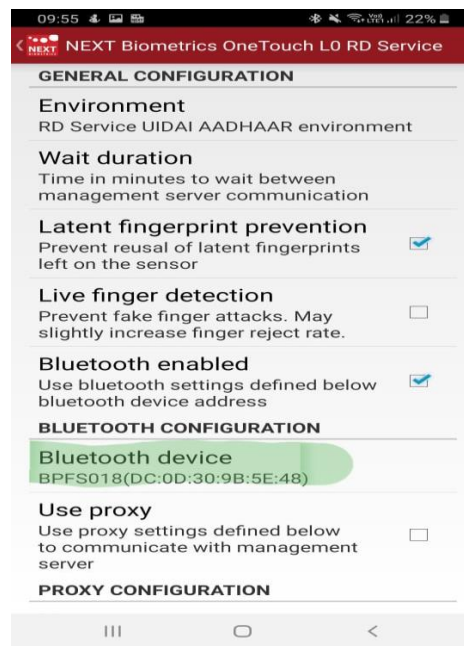 09:55 22%
NEXT NEXT Biometrics OneTouch L0 RD Service
GENERAL CONFIGURATION
Environment
RD Service UIDAI AADHAAR environment
Wait duration
Time in minutes to wait between
management server communication
Latent fingerprint prevention
Prevent reusal of latent fingerprints
left on the sensor
Live finger detection
Prevent fake finger attacks. May
slightly increase finger reject rate.
Bluetooth enabled
Use bluetooth settings defined below
bluetooth device address
BLUETOOTH CONFIGURATION
Bluetooth device
BPFS018(DC:0D:30:9B:5E:48)
Use proxy
Use proxy settings defined below
to communicate with management
server
PROXY CONFIGURATION